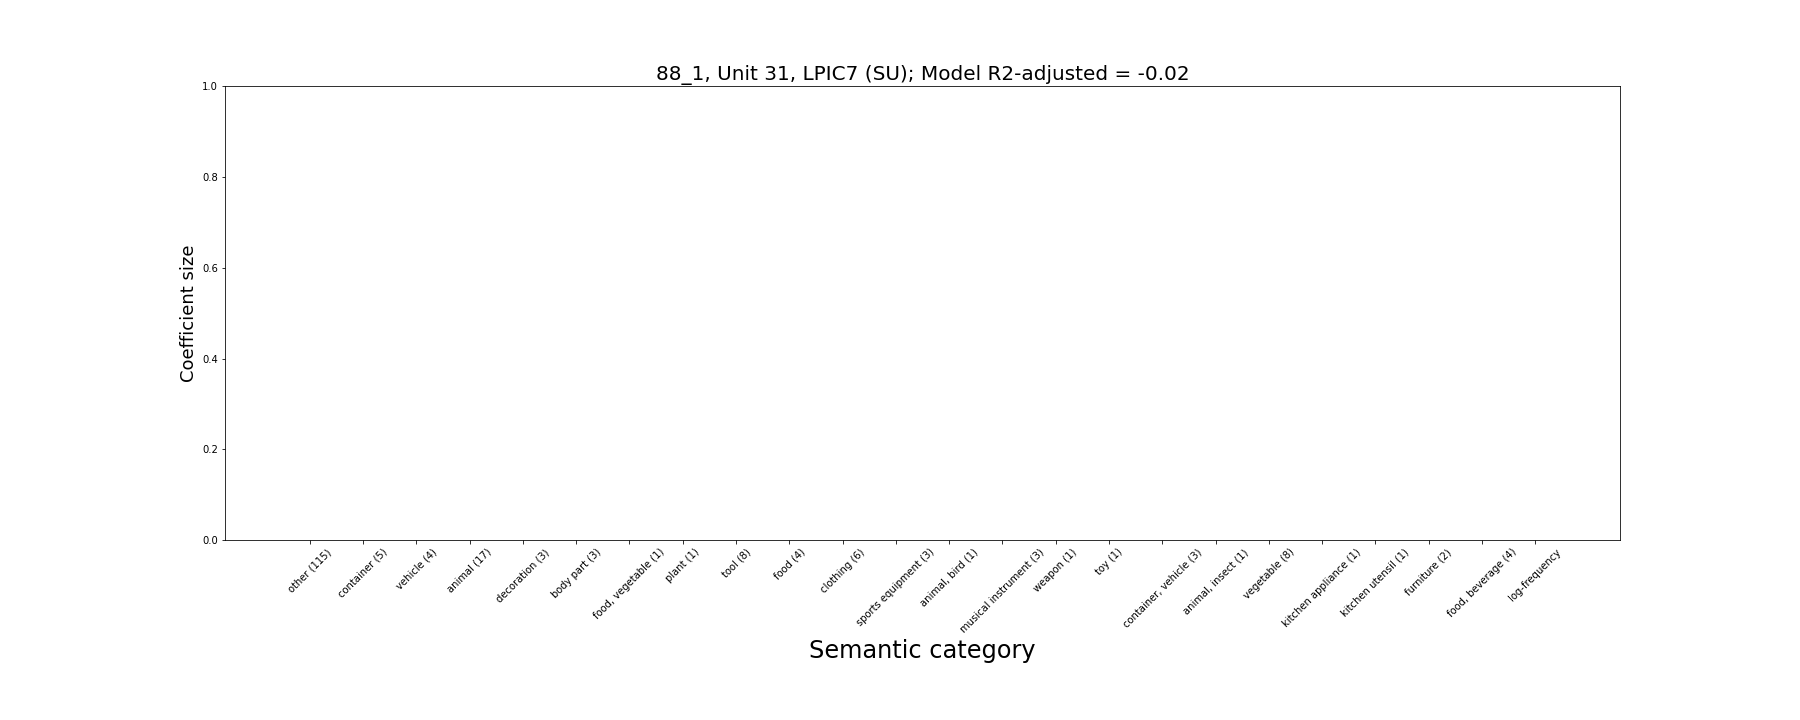 88_1, Unit 31, LPIC7 (SU); Model R2-adjusted = -0.02
Coefficient size
1.0
0.8
0.6
0.4
0.2
0.0
other (115)
container (5)
vehicle (4)
animal (17)
decoration (3)
body part (3)
food, vegetable (1)
plant (1)
tool (8)
food (4)
clothing (6)
sports equipment (3)
animal, bird (1)
musical instrument (3)
weapon (1)
toy (1)
container, vehicle (3)
animal, insect (1)
vegetable (8)
kitchen appliance (1)
kitchen utensil (1)
furniture (2)
food, beverage (4)
log-frequency
Semantic category